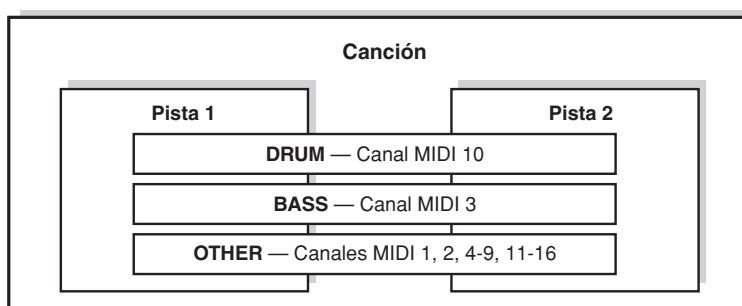 Canción
Pista 1
Pista 2
DRUM — Canal MIDI 10
BASS — Canal MIDI 3
OTHER — Canales MIDI 1, 2, 4-9, 11-16